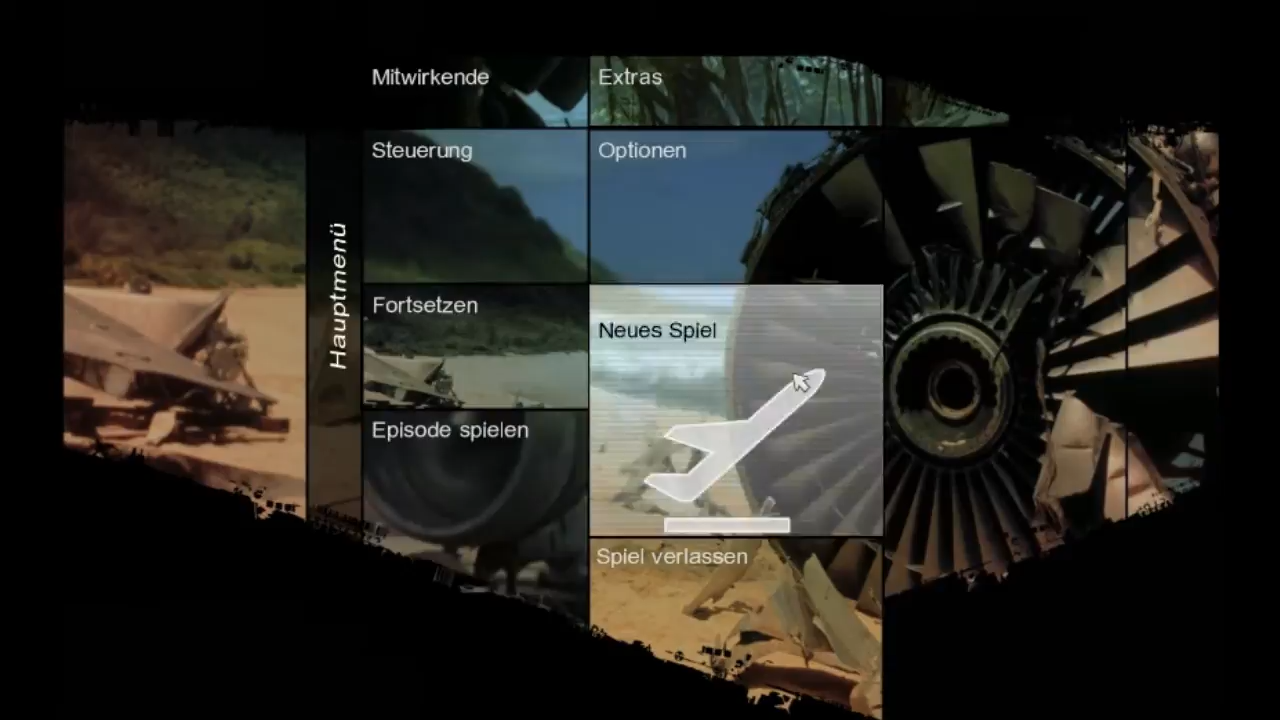 Mitwirkende
Extras
Steuerung
Optionen
Hauptmenü
Fortsetzen
Neues Spiel
Episode spielen
Spiel verlassen